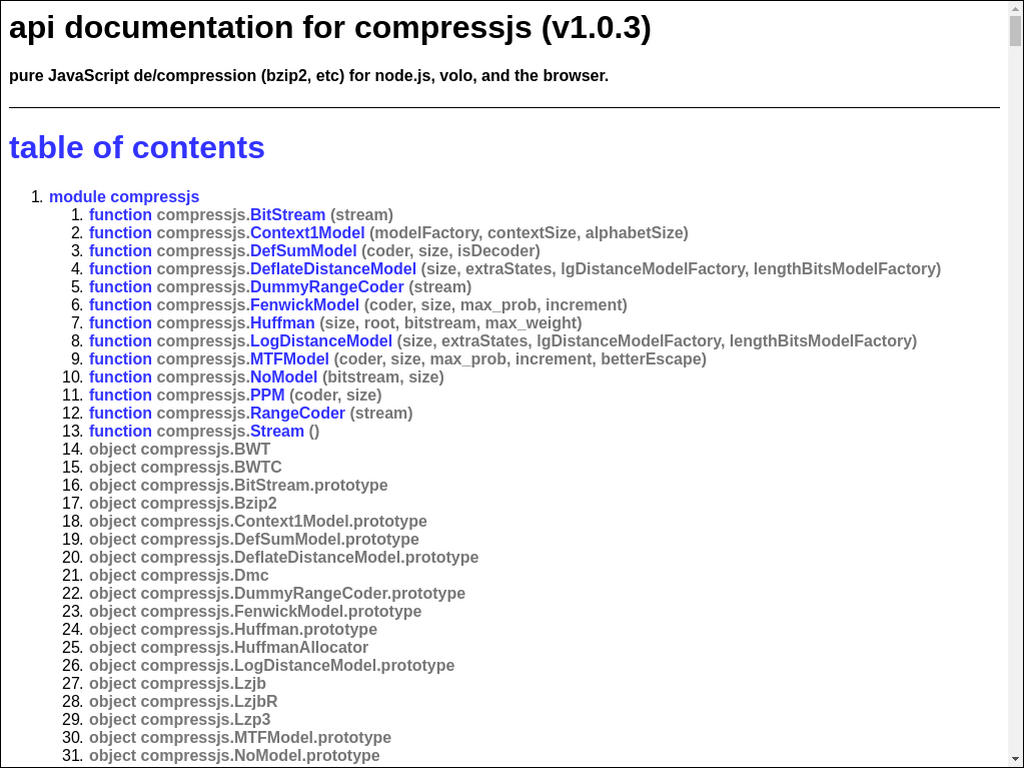 api documentation for compressjs (v1.0.3)
pure JavaScript de/compression (bzip2, etc) for node.js, volo, and the browser.
table of contents
1. module compressjs
1. function compressjs.BitStream (stream)
2. function compressjs.Context1Model (modelFactory, contextSize, alphabetSize)
3. function compressjs.DefSumModel (coder, size, isDecoder)
4. function compressjs.DeflateDistanceModel (size, extraStates, lgDistanceModelFactory, lengthBitsModelFactory)
5. function compressjs.DummyRangeCoder (stream)
6. function compressjs.FenwickModel (coder, size, max_prob, increment)
7. function compressjs.Huffman (size, root, bitstream, max_weight)
8. function compressjs.LogDistanceModel (size, extraStates, lgDistanceModelFactory, lengthBitsModelFactory)
9. function compressjs.MTFModel (coder, size, max_prob, increment, betterEscape)
10. function compressjs.NoModel (bitstream, size)
11. function compressjs.PPM (coder, size)
12. function compressjs.RangeCoder (stream)
13. function compressjs.Stream ()
14. object compressjs.BWT
15. object compressjs.BWTC
16. object compressjs.BitStream.prototype
17. object compressjs.Bzip2
18. object compressjs.Context1Model.prototype
19. object compressjs.DefSumModel.prototype
20. object compressjs.DeflateDistanceModel.prototype
21. object compressjs.Dmc
22. object compressjs.DummyRangeCoder.prototype
23. object compressjs.FenwickModel.prototype
24. object compressjs.Huffman.prototype
25. object compressjs.HuffmanAllocator
26. object compressjs.LogDistanceModel.prototype
27. object compressjs.Lzjb
28. object compressjs.LzjbR
29. object compressjs.Lzp3
30. object compressjs.MTFModel.prototype
31. object compressjs.NoModel.prototype